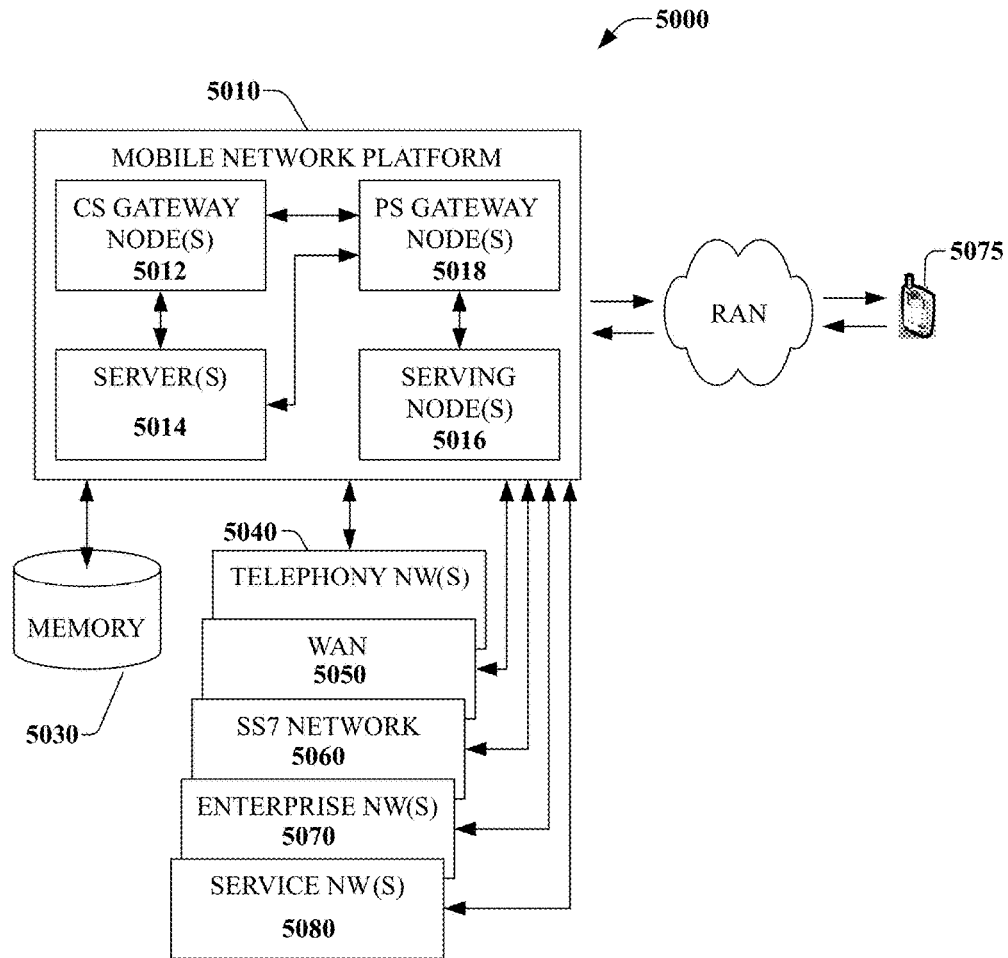 5000
5010
MOBILE NETWORK PLATFORM
CS GATEWAY
NODE(S)
5012
PS GATEWAY
NODE(S)
5018
SERVER(S)
5014
SERVING
NODE(S)
5016
RAN
5075
5040
TELEPHONY NW(S)
MEMORY
5030
WAN
5050
SS7 NETWORK
5060
ENTERPRISE NW(S)
5070
SERVICE NW(S)
5080